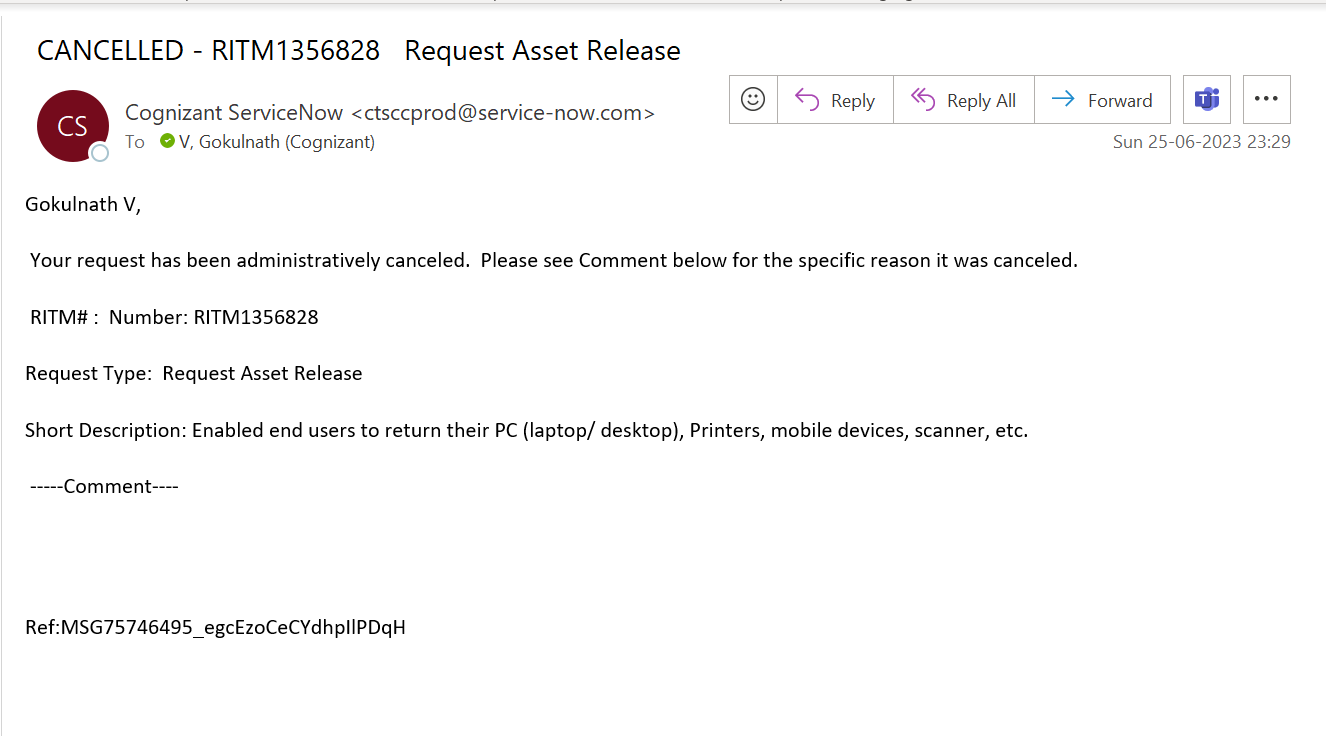 CANCELLED - RITM1356828 Request Asset Release
CS
Cognizant ServiceNow <ctsccprod@service-now.com>
Reply
Reply All
Forward
To V, Gokulnath (Cognizant)
Sun 25-06-2023 23:29
Gokulnath V,
Your request has been administratively canceled. Please see Comment below for the specific reason it was canceled.
RITM# : Number: RITM1356828
Request Type: Request Asset Release
Short Description: Enabled end users to return their PC (laptop/ desktop), Printers, mobile devices, scanner, etc.
-----Comment----
Ref:MSG75746495_egcEzoCeCYdhpIlPDqH